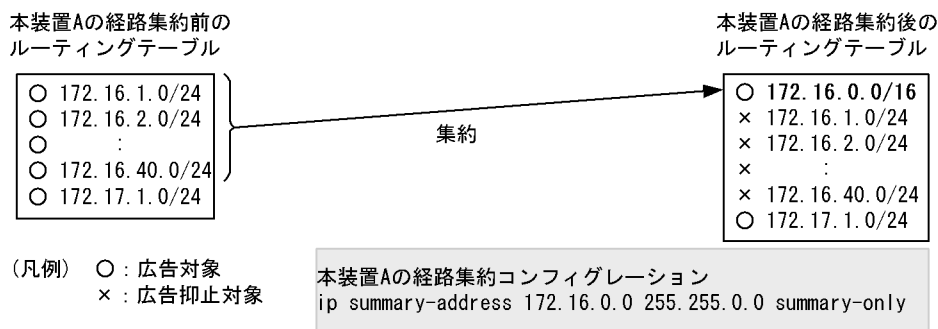 本装置Aの経路集約前の
ルーティングテーブル
○ 172.16.1.0/24
○ 172.16.2.0/24
○ :
○ 172.16.40.0/24
○ 172.17.1.0/24
集約
本装置Aの経路集約後の
ルーティングテーブル
○ 172.16.0.0/16
× 172.16.1.0/24
× 172.16.2.0/24
× :
× 172.16.40.0/24
○ 172.17.1.0/24
(凡例) ○:広告対象
×:広告抑止対象
本装置Aの経路集約コンフィグレーション
ip summary-address 172.16.0.0 255.255.0.0 summary-only